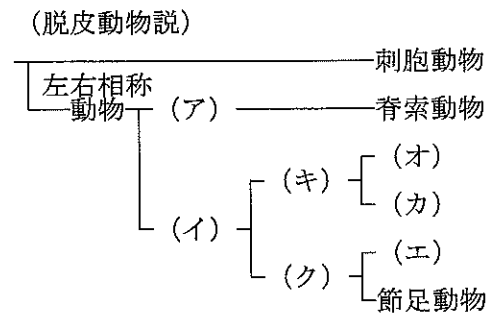 （脱皮動物説）
刺胞動物
左右相称
動物
（ア）
脊索動物
（オ）
（キ）
（カ）
（イ）
（エ）
（ク）
節足動物